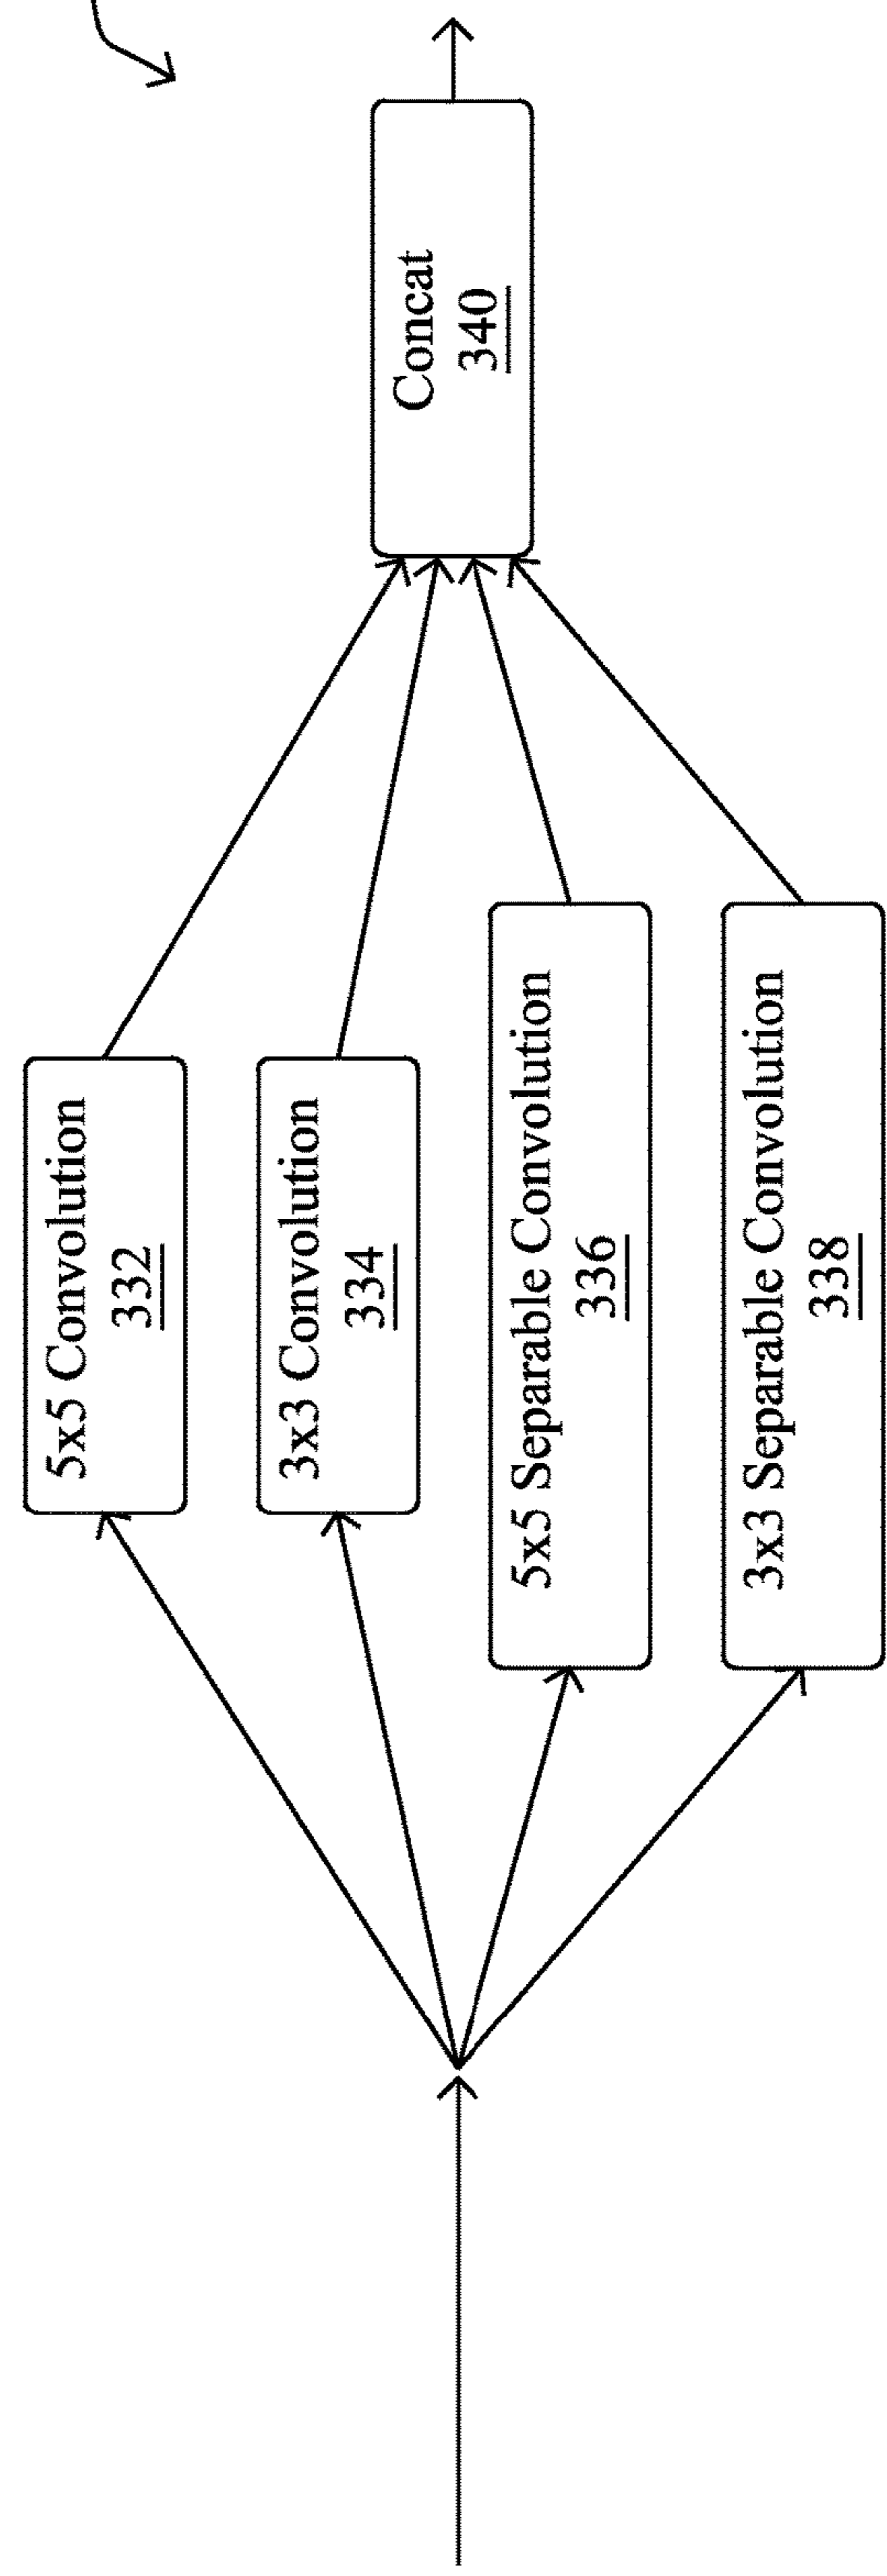 5x5 Convolution
332
3x3 Convolution
334
5x5 Separable Convolution
336
3x3 Separable Convolution
338
Concat
340